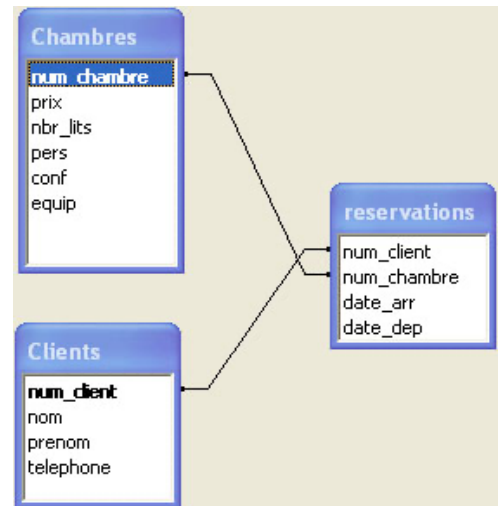 Chambres
num_chambre
prix
nbr_lits
pers
conf
equip
reservations
num_client
num_chambre
date_arr
date_dep
Clients
num_client
nom
prenom
telephone